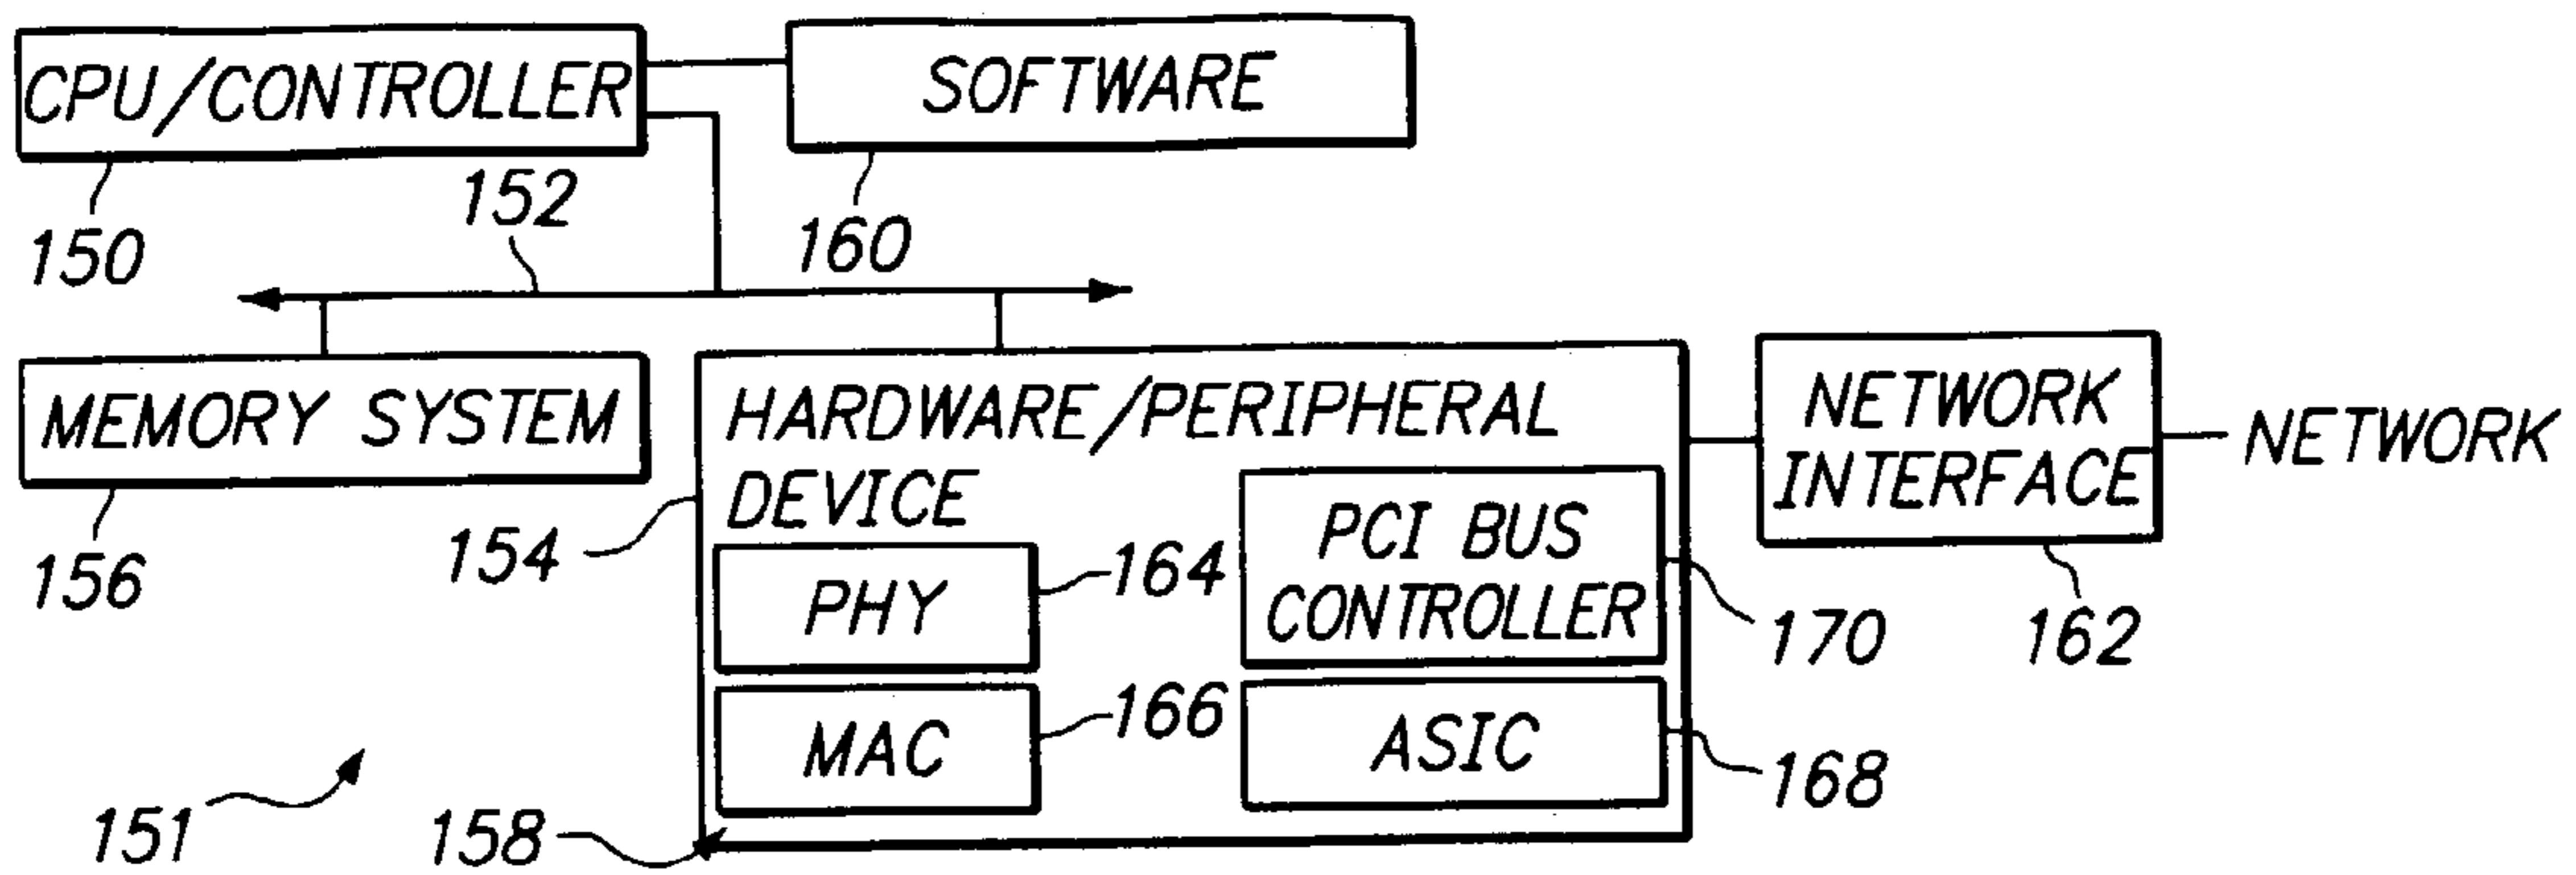 CPU/CONTROLLER
SOFTWARE
150
152
160
MEMORY SYSTEM
156
HARDWARE/PERIPHERAL
DEVICE
154
PHY
164
MAC
166
PCI BUS
CONTROLLER
170
ASIC
168
NETWORK
INTERFACE
162
NETWORK
151
158